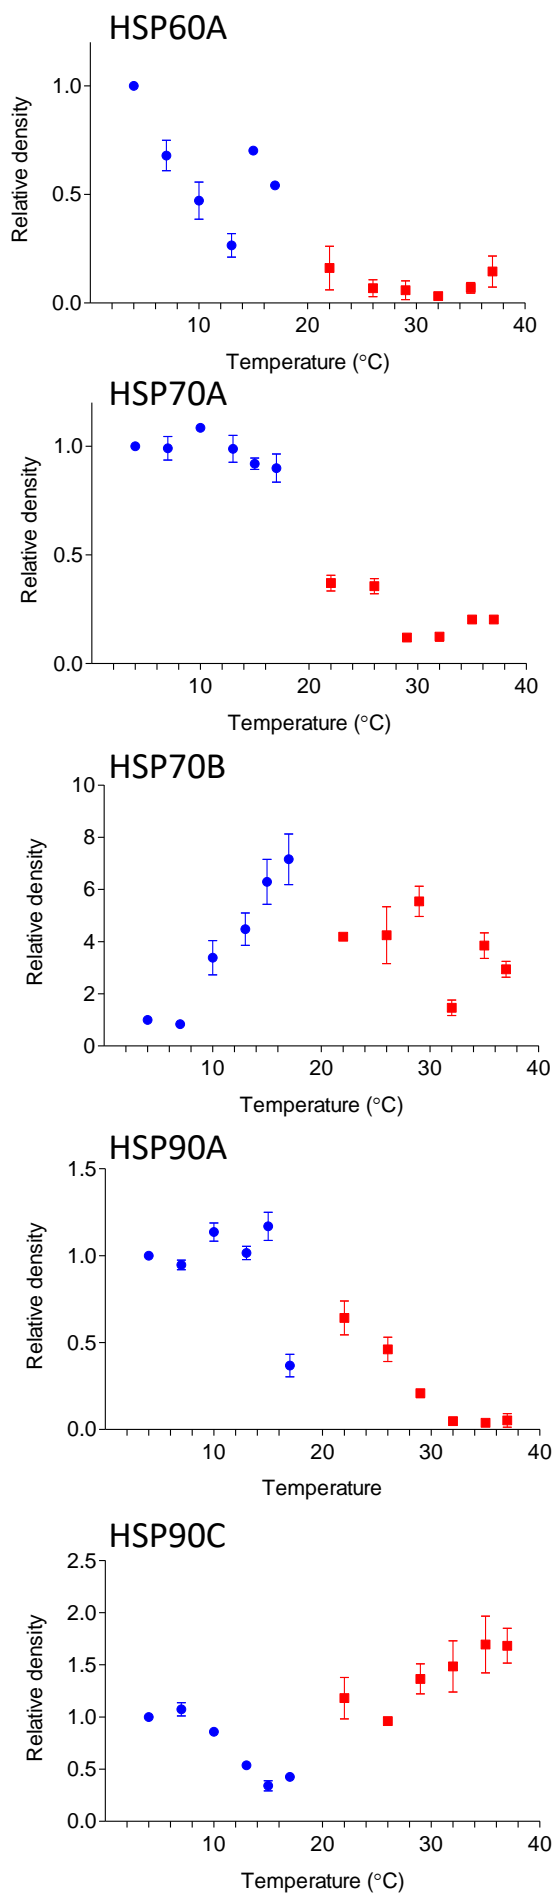 HSP60A
Relative density
1.0
0.5
0.0
10 20 30 40
Temperature (°C)
HSP70A
Relative density
1.0
0.5
0.0
10 20 30 40
Temperature (°C)
HSP70B
Relative density
10
8
6
4
2
0
10 20 30 40
Temperature (°C)
HSP90A
Relative density
1.5
1.0
0.5
0.0
10 20 30 40
Temperature
HSP90C
Relative density
2.5
2.0
1.5
1.0
0.5
0.0
10 20 30 40
Temperature (°C)